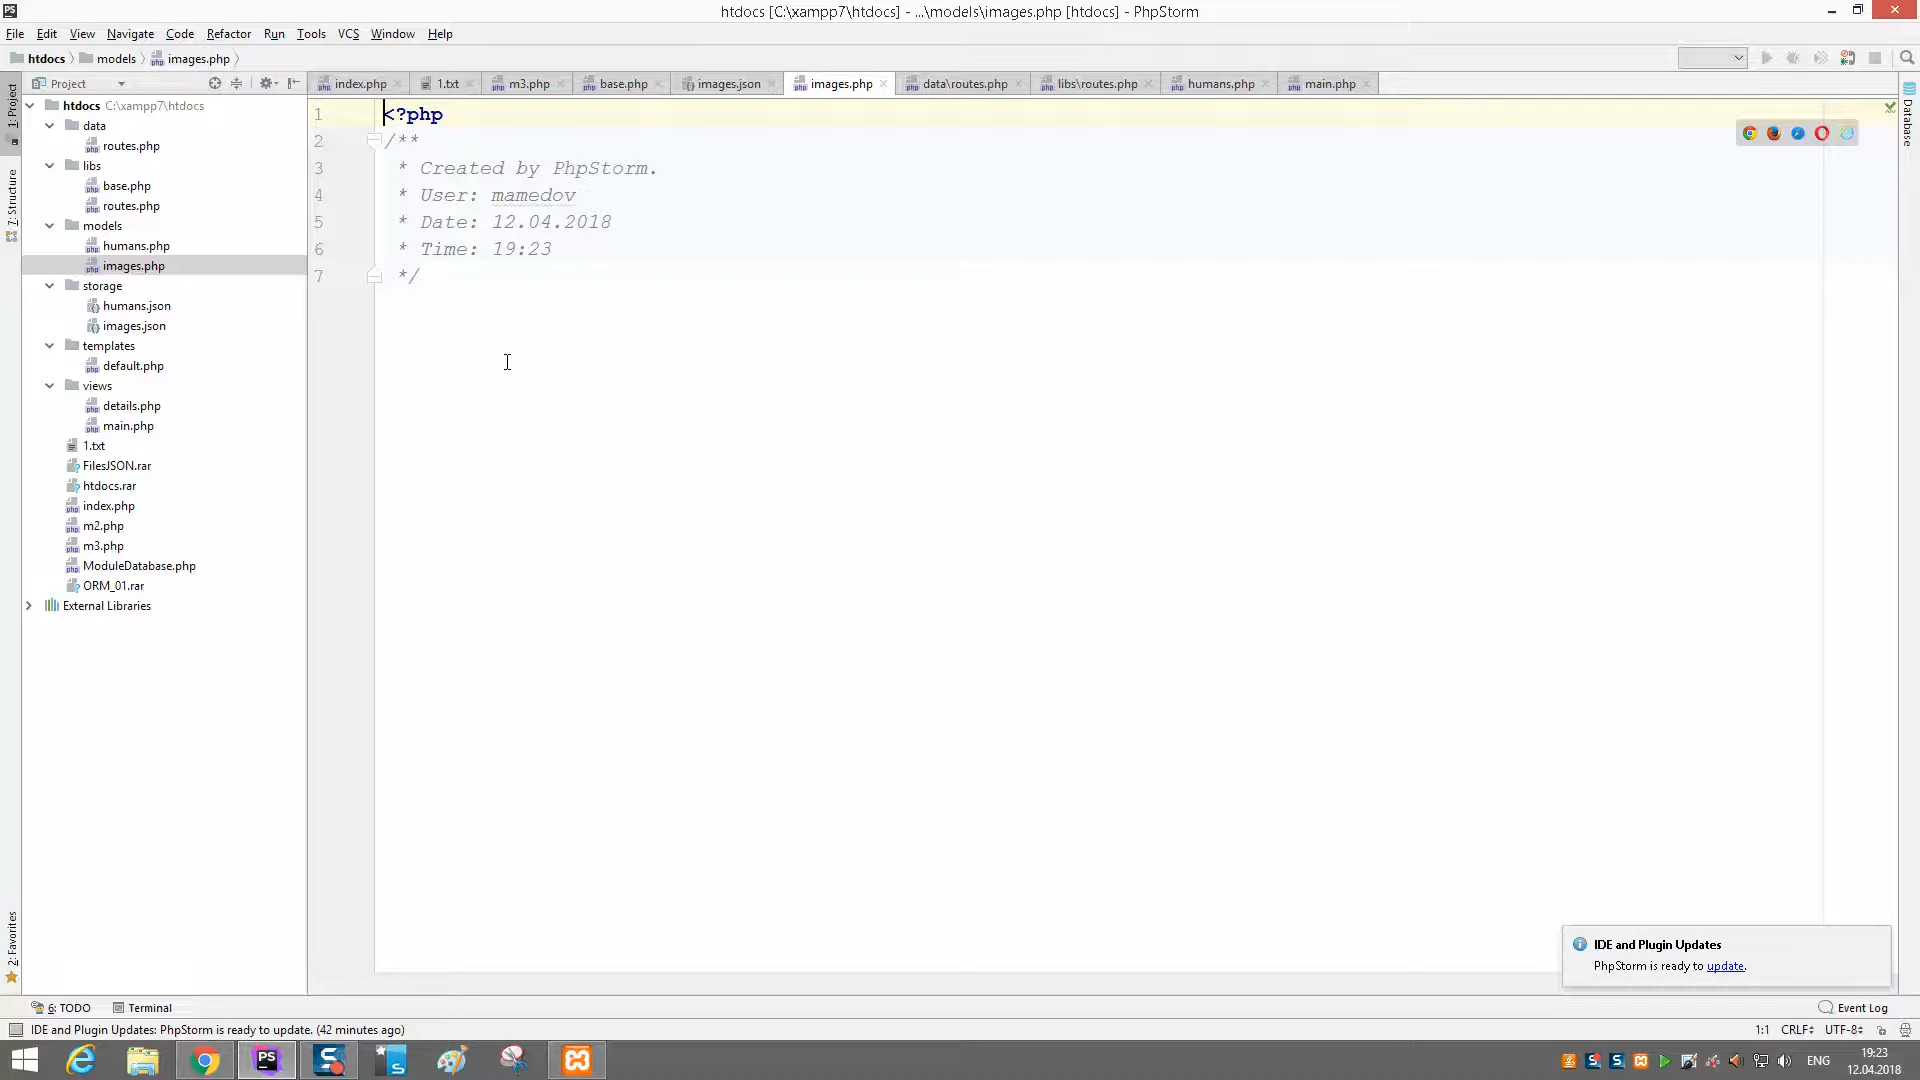 htdocs [C:\xampp7\htdocs] - ...\models\images.php [htdocs] - PhpStorm
File Edit View Navigate Code Refactor Run Tools VCS Window Help
htdocs models images.php
Project
index.php 1.txt m3.php base.php images.json images.php data\routes.php libs\routes.php humans.php main.php
1: Project
7: Structure
2: Favorites
Database
htdocs C:\xampp7\htdocs
data
routes.php
libs
base.php
routes.php
models
humans.php
images.php
storage
humans.json
images.json
templates
default.php
views
details.php
main.php
1.txt
FilesJSON.rar
htdocs.rar
index.php
m2.php
m3.php
ModuleDatabase.php
ORM_01.rar
External Libraries
1 <?php
2 /**
3 * Created by PhpStorm.
4 * User: mamedov
5 * Date: 12.04.2018
6 * Time: 19:23
7 */
IDE and Plugin Updates
PhpStorm is ready to update.
6: TODO Terminal Event Log
IDE and Plugin Updates: PhpStorm is ready to update. (42 minutes ago) 1:1 CRLF UTF-8
ENG 19:23
12.04.2018